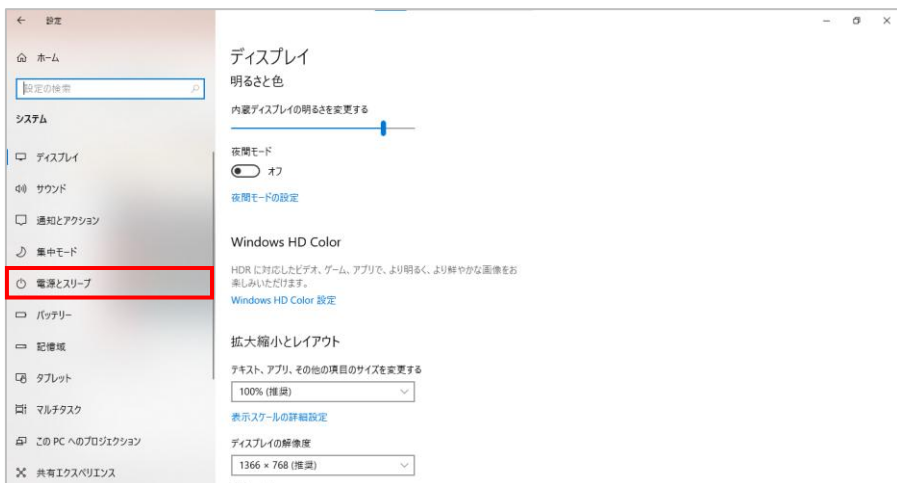 設定
ホーム
設定の検索
システム
ディスプレイ
サウンド
通知とアクション
集中モード
電源とスリープ
バッテリー
記憶域
タブレット
マルチタスク
この PC へのプロジェクション
共有エクスペリエンス
ディスプレイ
明るさと色
内蔵ディスプレイの明るさを変更する
夜間モード
オフ
夜間モードの設定
Windows HD Color
HDR に対応したビデオ、ゲーム、アプリで、より明るく、より鮮やかな画像をお
楽しみいただけます。
Windows HD Color 設定
拡大縮小とレイアウト
テキスト、アプリ、その他の項目のサイズを変更する
100% (推奨)
表示スケールの詳細設定
ディスプレイの解像度
1366 × 768 (推奨)